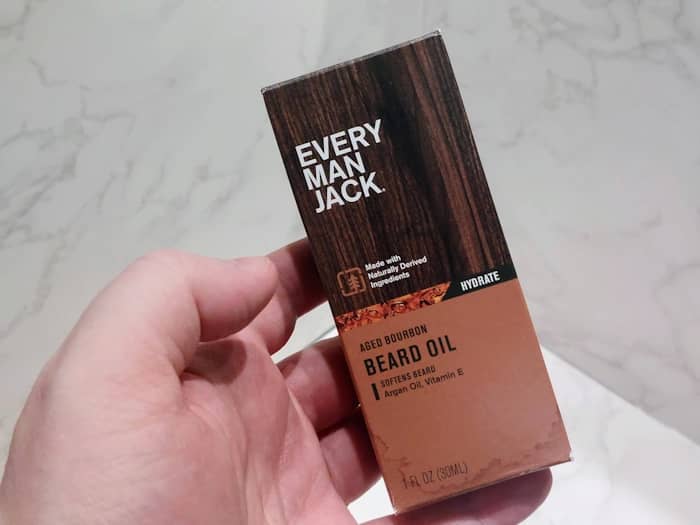 EVERY
MAN
JACK.
Made with
Naturally Derived
Ingredients
HYDRATE
AGED BOURBON
BEARD OIL
SOFTENS BEARD
Argan Oil, Vitamin E
1 FL OZ (30ML)